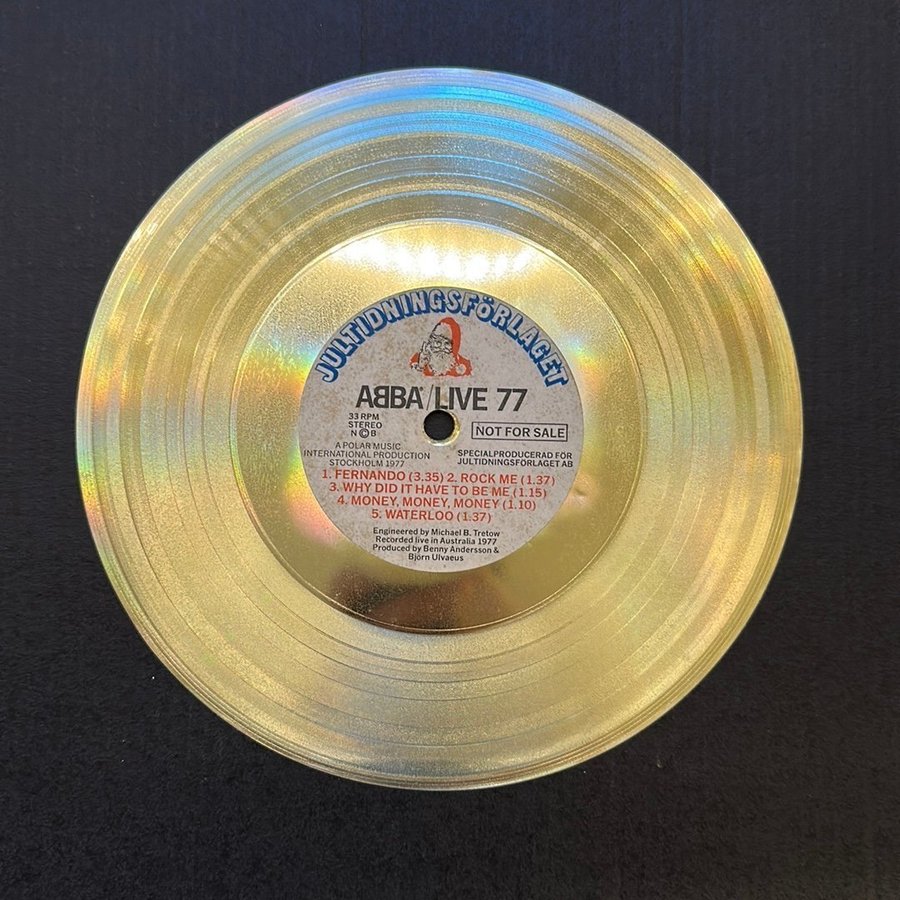 JULTIDNINGSFÖRLAGET
ABBA/LIVE 77
33 RPM
STEREO
N©B
NOT FOR SALE
A POLAR MUSIC
INTERNATIONAL PRODUCTION
STOCKHOLM 1977
SPECIALPRODUCERAD FÖR
JULTIDNINGSFÖRLAGET AB
1. FERNANDO (3.35) 2. ROCK ME (1.37)
3. WHY DID IT HAVE TO BE ME (1.15)
4. MONEY, MONEY, MONEY (1.10)
5. WATERLOO (1.37)
Engineered by Michael B. Tretow
Recorded live in Australia 1977
Produced by Benny Andersson &
Björn Ulvaeus